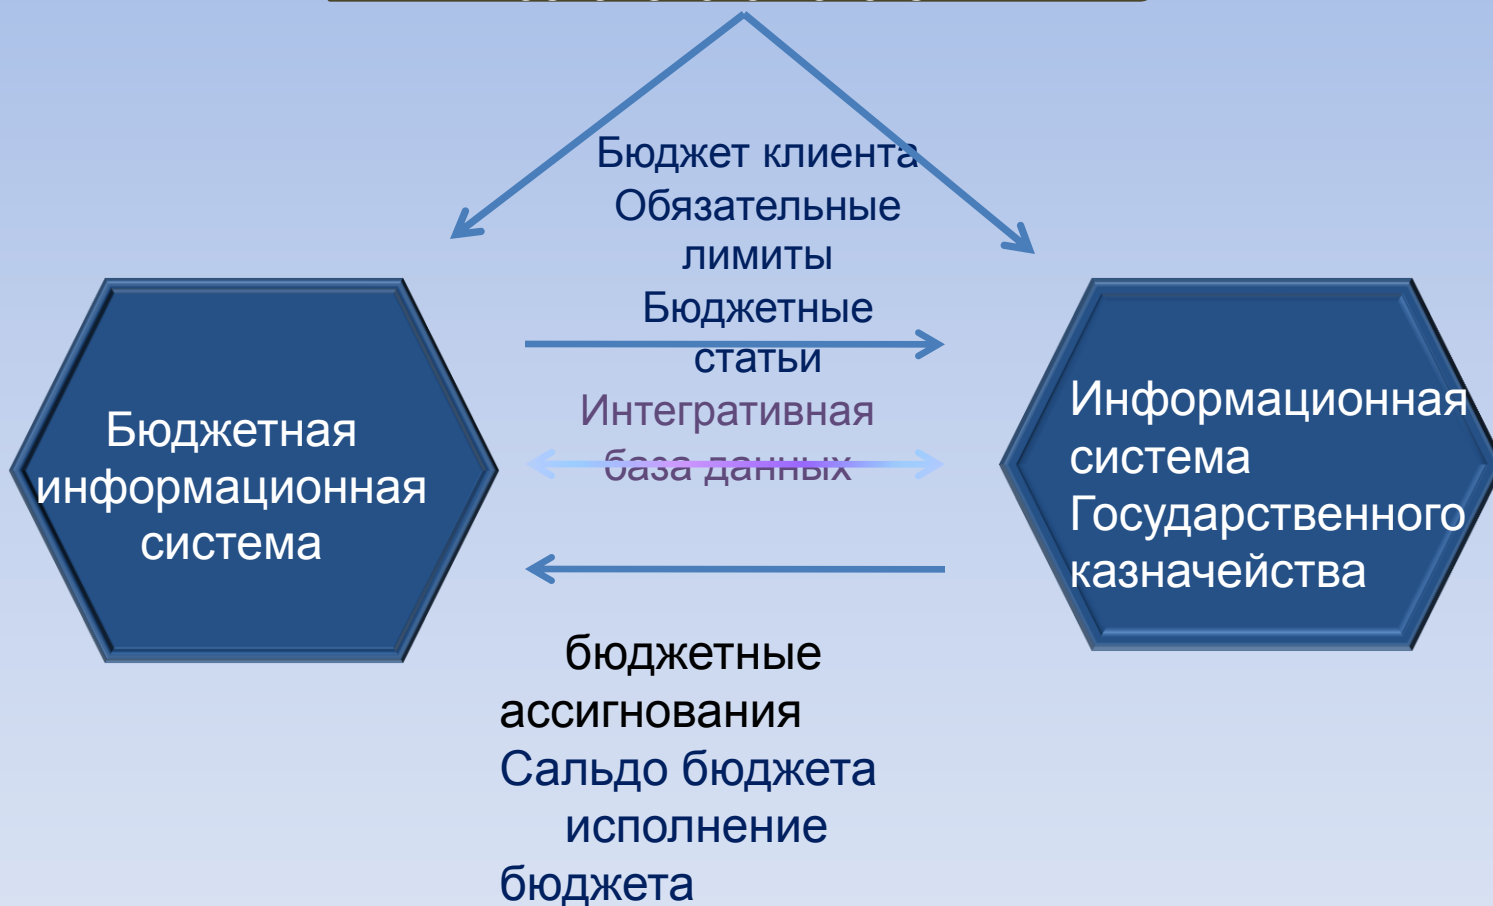 Бюджет клиента
Обязательные
лимиты
Бюджетные
статьи
Интегративная
база данных
Бюджетная
информационная
система
Информационная
система
Государственного
казначейства
бюджетные
ассигнования
Сальдо бюджета
исполнение
бюджета